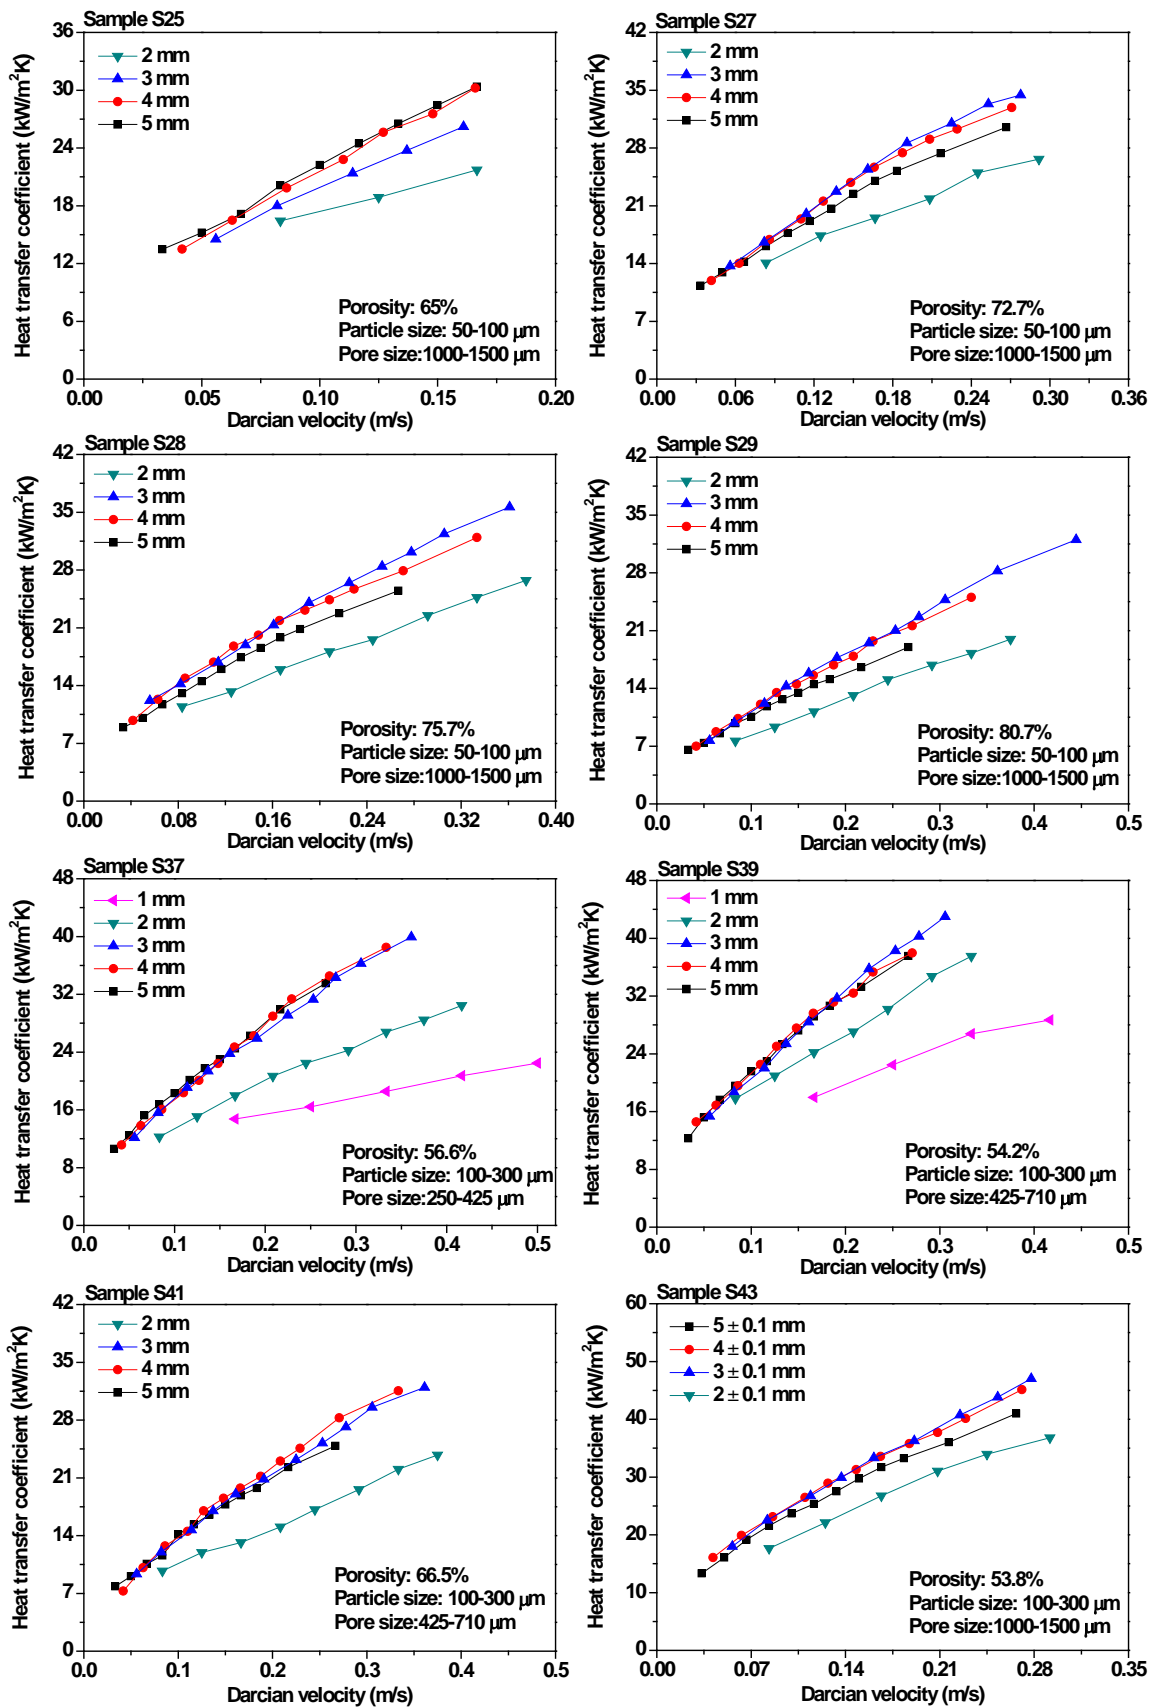 Sample S25
Heat transfer coefficient (kW/m²K)
36
30
24
18
12
6
0
2 mm
3 mm
4 mm
5 mm
Porosity: 65%
Particle size: 50-100 µm
Pore size:1000-1500 µm
0.00 0.05 0.10 0.15 0.20
Darcian velocity (m/s)
Sample S27
Heat transfer coefficient (kW/m²K)
42
35
28
21
14
7
0
2 mm
3 mm
4 mm
5 mm
Porosity: 72.7%
Particle size: 50-100 µm
Pore size:1000-1500 µm
0.00 0.06 0.12 0.18 0.24 0.30 0.36
Darcian velocity (m/s)
Sample S28
Heat transfer coefficient (kW/m²K)
42
35
28
21
14
7
0
2 mm
3 mm
4 mm
5 mm
Porosity: 75.7%
Particle size: 50-100 µm
Pore size:1000-1500 µm
0.00 0.08 0.16 0.24 0.32 0.40
Darcian velocity (m/s)
Sample S29
Heat transfer coefficient (kW/m²K)
42
35
28
21
14
7
0
2 mm
3 mm
4 mm
5 mm
Porosity: 80.7%
Particle size: 50-100 µm
Pore size:1000-1500 µm
0.0 0.1 0.2 0.3 0.4 0.5
Darcian velocity (m/s)
Sample S37
Heat transfer coefficient (kW/m²K)
48
40
32
24
16
8
0
1 mm
2 mm
3 mm
4 mm
5 mm
Porosity: 56.6%
Particle size: 100-300 µm
Pore size:250-425 µm
0.0 0.1 0.2 0.3 0.4 0.5
Darcian velocity (m/s)
Sample S39
Heat transfer coefficient (kW/m²K)
48
40
32
24
16
8
0
1 mm
2 mm
3 mm
4 mm
5 mm
Porosity: 54.2%
Particle size: 100-300 µm
Pore size:425-710 µm
0.0 0.1 0.2 0.3 0.4 0.5
Darcian velocity (m/s)
Sample S41
Heat transfer coefficient (kW/m²K)
42
35
28
21
14
7
0
2 mm
3 mm
4 mm
5 mm
Porosity: 66.5%
Particle size: 100-300 µm
Pore size:425-710 µm
0.0 0.1 0.2 0.3 0.4 0.5
Darcian velocity (m/s)
Sample S43
Heat transfer coefficient (kW/m²K)
60
50
40
30
20
10
0
5 ± 0.1 mm
4 ± 0.1 mm
3 ± 0.1 mm
2 ± 0.1 mm
Porosity: 53.8%
Particle size: 100-300 µm
Pore size:1000-1500 µm
0.00 0.07 0.14 0.21 0.28 0.35
Darcian velocity (m/s)